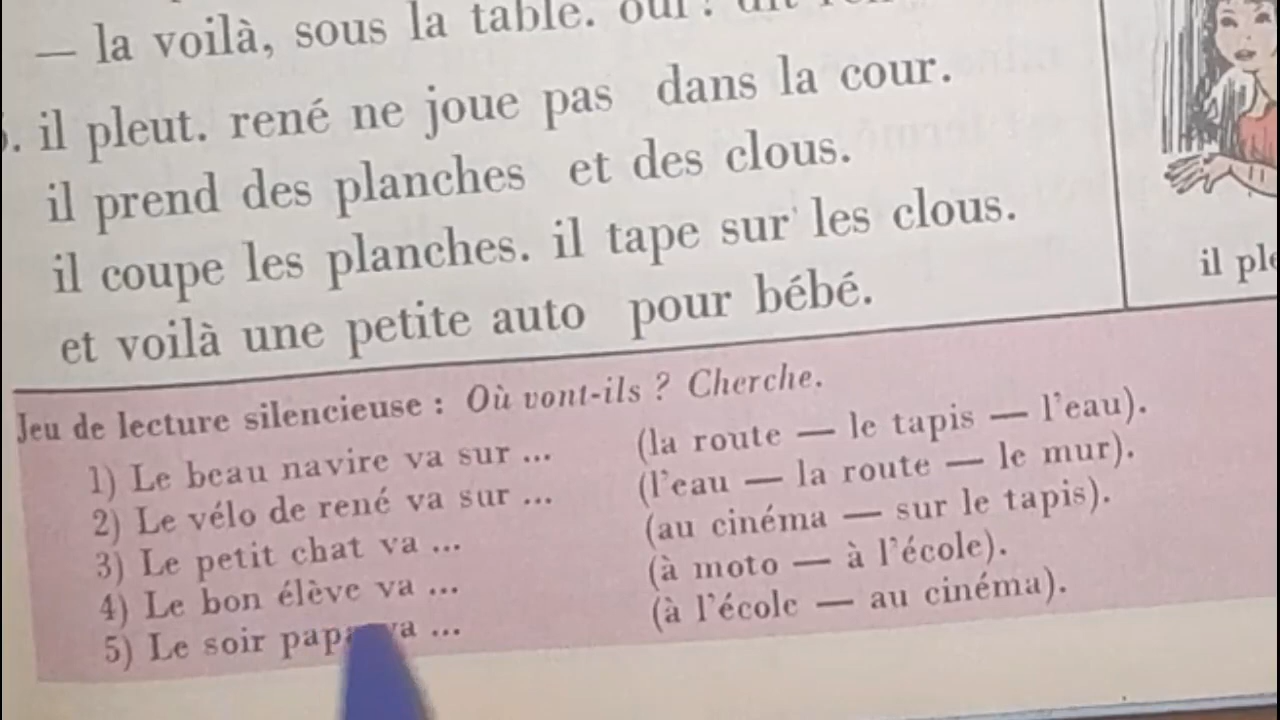 — la voilà, sous la table. oui!
il pleut. rené ne joue pas dans la cour.
il prend des planches et des clous.
il coupe les planches. il tape sur les clous.
et voilà une petite auto pour bébé.
il
Jeu de lecture silencieuse : Où vont-ils ? Cherche.
1) Le beau navire va sur ... (la route — le tapis — l'eau).
2) Le vélo de rené va sur ... (l'eau — la route — le mur).
3) Le petit chat va ... (au cinéma — sur le tapis).
4) Le bon élève va ... (à moto — à l'école).
5) Le soir papa va ... (à l'école — au cinéma).